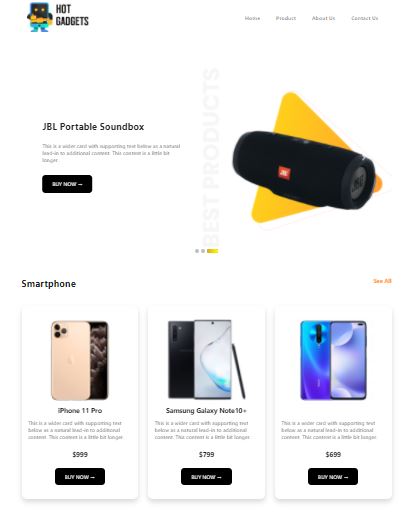 HOT
GADGETS
Home Product About Us Contact Us
BEST PRODUCTS
JBL Portable Soundbox
This is a wider card with supporting text below as a natural
lead-in to additional content. This content is a little bit
longer.
BUY NOW →
JBL
JBL
Smartphone
See All
iPhone 11 Pro
This is a wider card with supporting text
below as a natural lead-in to additional
content. This content is a little bit longer.
$999
BUY NOW →
Samsung Galaxy Note10+
This is a wider card with supporting text
below as a natural lead-in to additional
content. This content is a little bit longer.
$799
BUY NOW →
This is a wider card with supporting text
below as a natural lead-in to additional
content. This content is a little bit longer.
$699
BUY NOW →